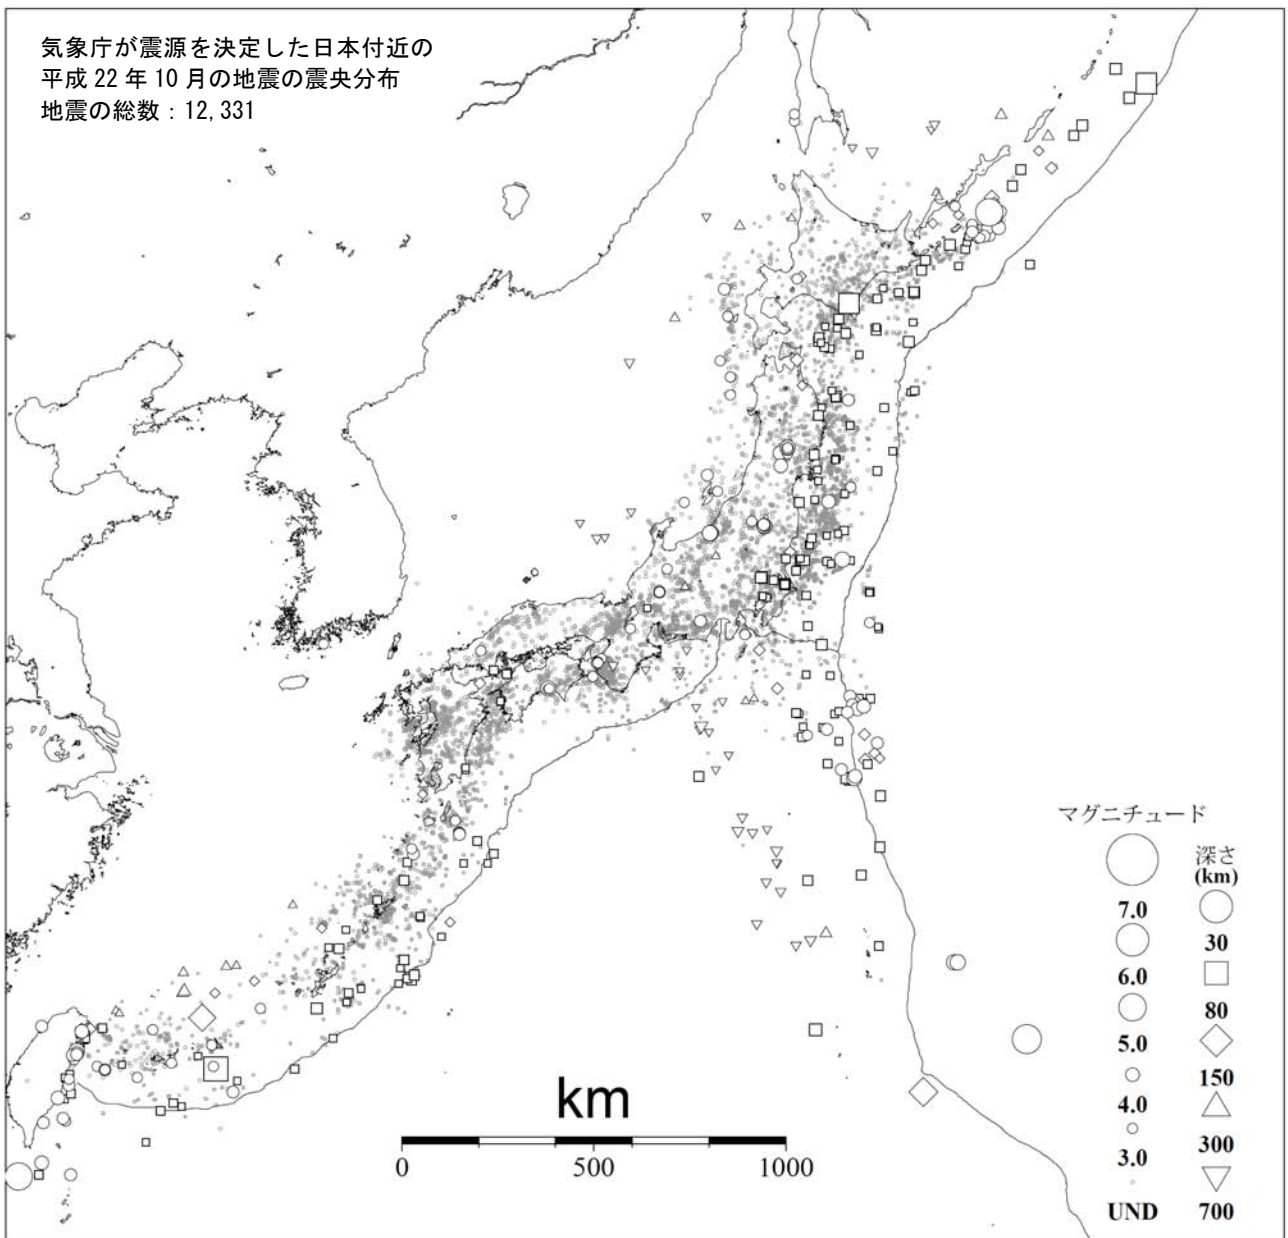 気象庁が震源を決定した日本付近の
平成 22 年 10 月の地震の震央分布
地震の総数：12,331
マグニチュード
深さ
(km)
7.0
30
6.0
80
5.0
150
4.0
300
3.0
UND 700
km
0 500 1000